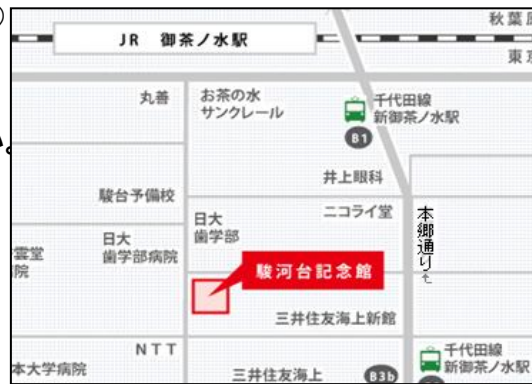 秋葉原
JR 御茶ノ水駅
東京
丸善
お茶の水
サンクレール
千代田線
新御茶ノ水駅
B1
井上眼科
駿台予備校
ニコライ堂
本郷通り
日大
歯学部
日大
歯学部病院
雲堂
院
駿河台記念館
三井住友海上新館
NTT
本大学病院
三井住友海上
B3b
千代田線
新御茶ノ水駅